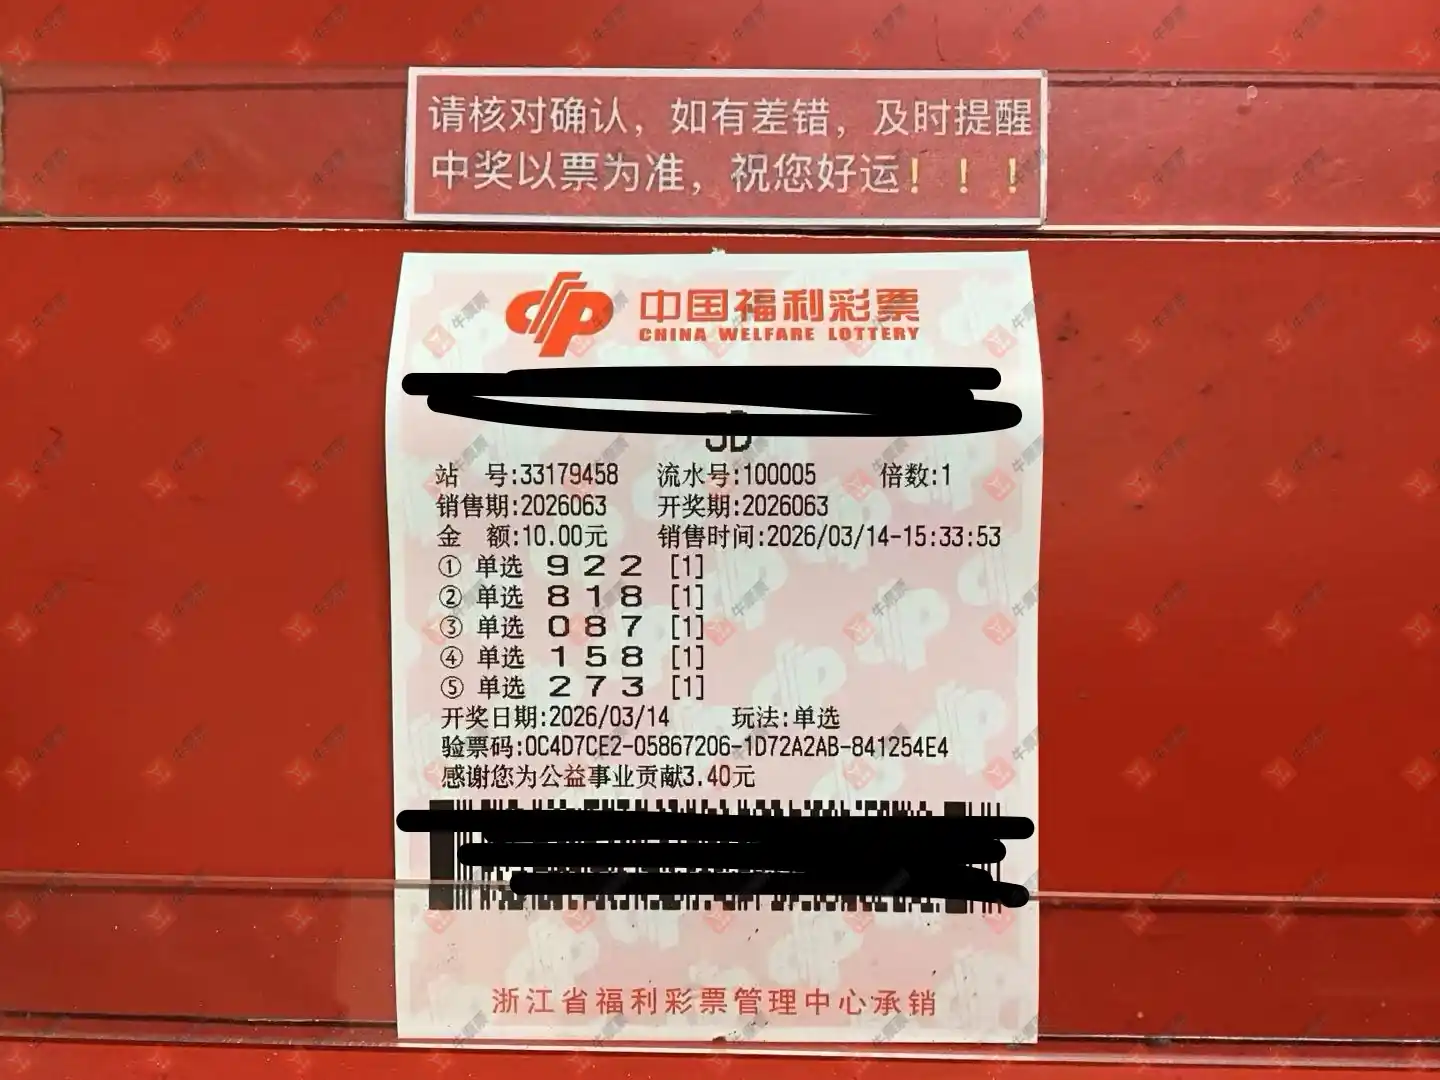 请核对确认，如有差错，及时提醒
中奖以票为准，祝您好运！！！
中国福利彩票
CHINA WELFARE LOTTERY
3D
站 号:33179458 流水号:100005 倍数:1
销售期:2026063 开奖期:2026063
金 额:10.00元 销售时间:2026/03/14-15:33:53
① 单选 9 2 2 [1]
② 单选 8 1 8 [1]
③ 单选 0 8 7 [1]
④ 单选 1 5 8 [1]
⑤ 单选 2 7 3 [1]
开奖日期:2026/03/14 玩法:单选
验票码:0C4D7CE2-05867206-1D72A2AB-841254E4
感谢您为公益事业贡献3.40元
浙江省福利彩票管理中心承销